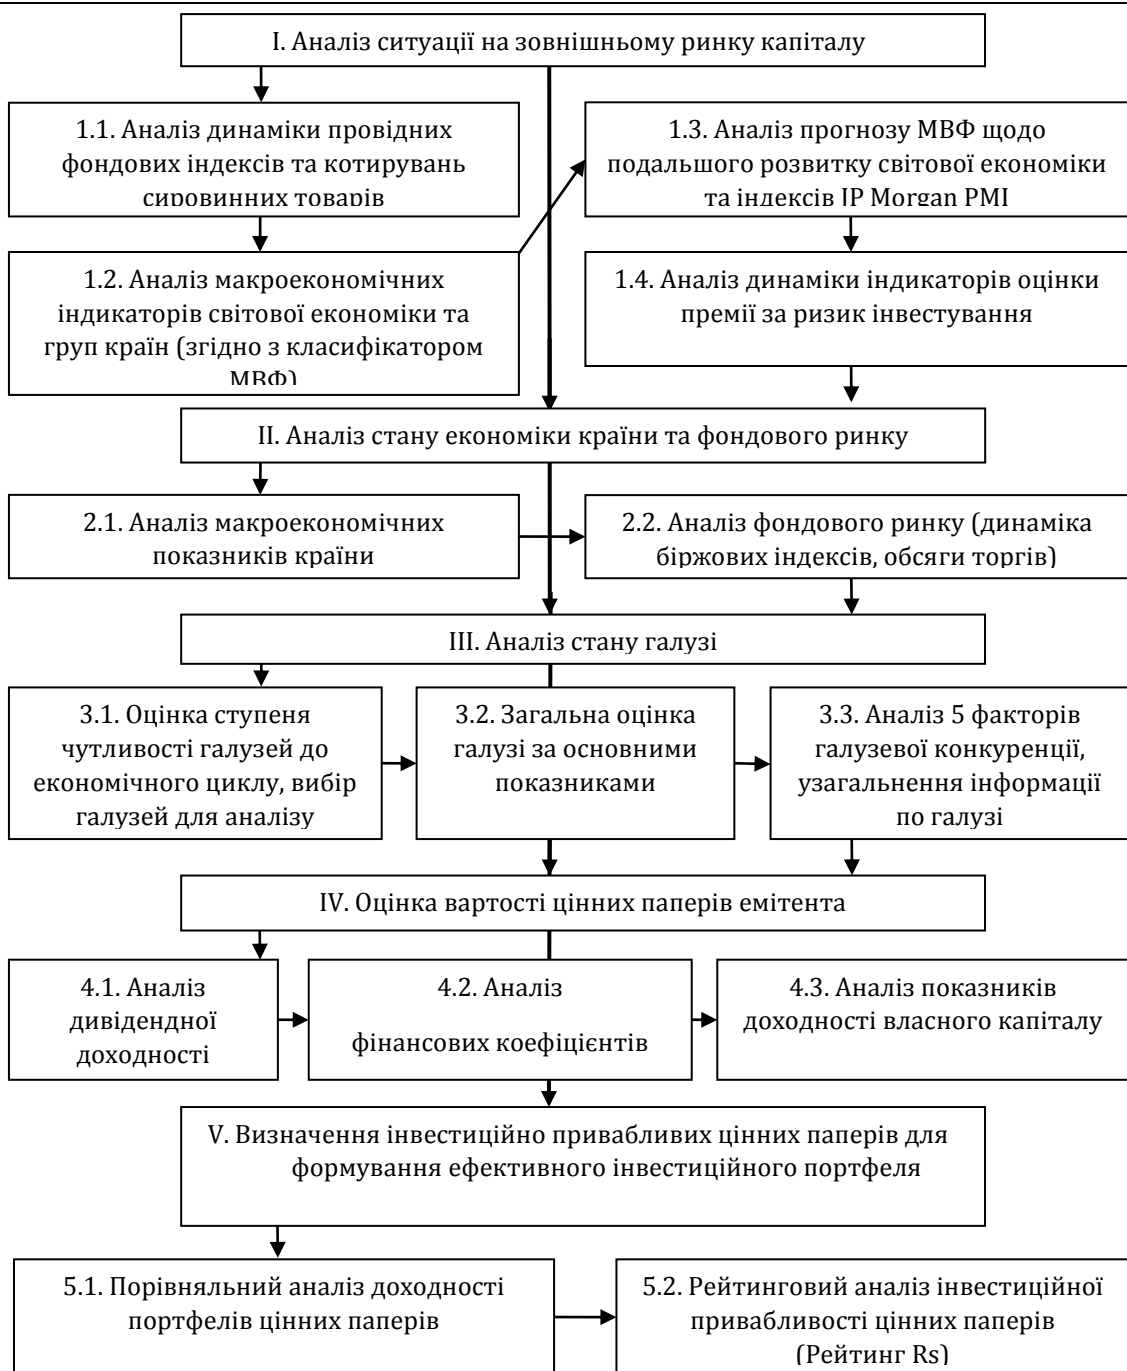 I. Аналіз ситуації на зовнішньому ринку капіталу
1.1. Аналіз динаміки провідних
фондових індексів та котирувань
сировинних товарів
1.3. Аналіз прогнозу МВФ щодо
подальшого розвитку світової економіки
та індексів JP Morgan PMI
1.2. Аналіз макроекономічних
індикаторів світової економіки та
груп країн (згідно з класифікатором
МВФ)
1.4. Аналіз динаміки індикаторів оцінки
премії за ризик інвестування
II. Аналіз стану економіки країни та фондового ринку
2.1. Аналіз макроекономічних
показників країни
2.2. Аналіз фондового ринку (динаміка
біржових індексів, обсяги торгів)
III. Аналіз стану галузі
3.1. Оцінка ступеня
чутливості галузей до
економічного циклу, вибір
галузей для аналізу
3.2. Загальна оцінка
галузі за основними
показниками
3.3. Аналіз 5 факторів
галузевої конкуренції,
узагальнення інформації
по галузі
IV. Оцінка вартості цінних паперів емітента
4.1. Аналіз
дивідендної
доходності
4.2. Аналіз
фінансових коефіцієнтів
4.3. Аналіз показників
доходності власного капіталу
V. Визначення інвестиційно привабливих цінних паперів для
формування ефективного інвестиційного портфеля
5.1. Порівняльний аналіз доходності
портфелів цінних паперів
5.2. Рейтинговий аналіз інвестиційної
привабливості цінних паперів
(Рейтинг Rs)